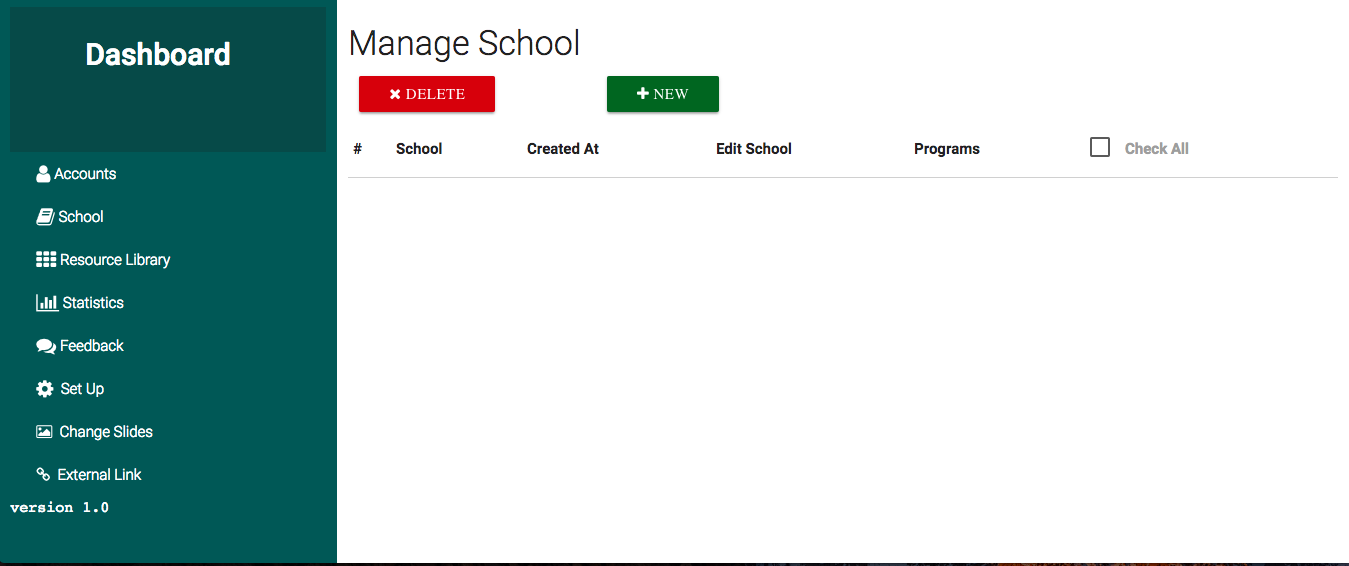 Dashboard
Accounts
School
Resource Library
Statistics
Feedback
Set Up
Change Slides
External Link
version 1.0
Manage School
DELETE NEW
# School Created At Edit School Programs Check All